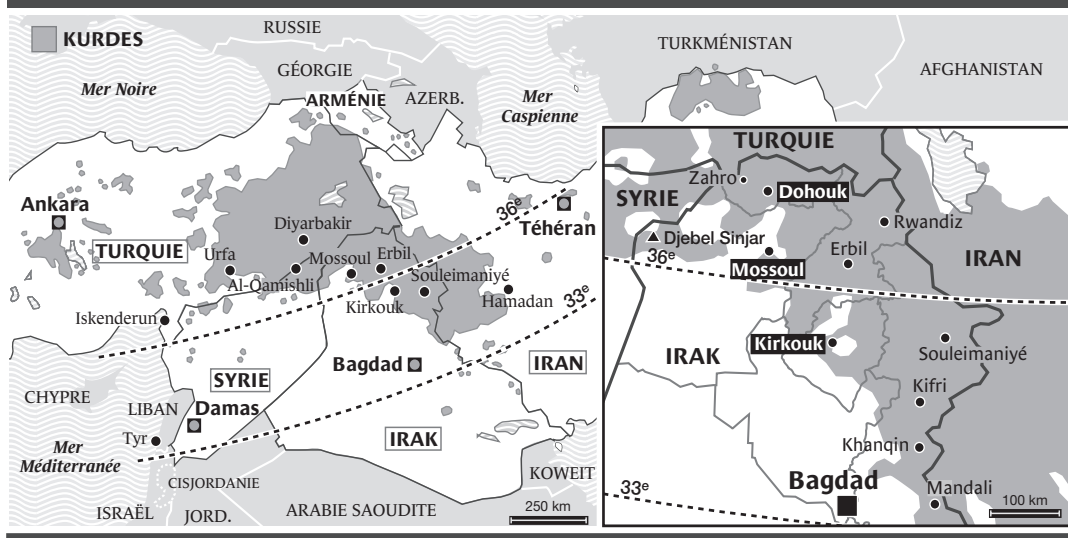 KURDES
RUSSIE
GÉORGIE
Mer Noire
ARMÉNIE
AZERB.
Mer
Caspienne
TURKMÉNISTAN
AFGHANISTAN
Ankara
TURQUIE
Diyarbakir
Urfa
Al-Qamishli
Mossoul
Erbil
Souleimaniyé
Kirkouk
Hamadan
Téhéran
36e
33e
Iskenderun
SYRIE
Bagdad
IRAN
CHYPRE
LIBAN
Damas
Tyr
IRAK
Mer
Méditerranée
CISJORDANIE
ISRAËL
JORD.
ARABIE SAOUDITE
KOWEIT
250 km
TURQUIE
Zahro
Dohouk
SYRIE
Rwandiz
Djebel Sinjar
Erbil
IRAN
36e
Mossoul
Kirkouk
IRAK
Souleimaniyé
Kifri
Khanqin
Bagdad
33e
Mandali
100 km